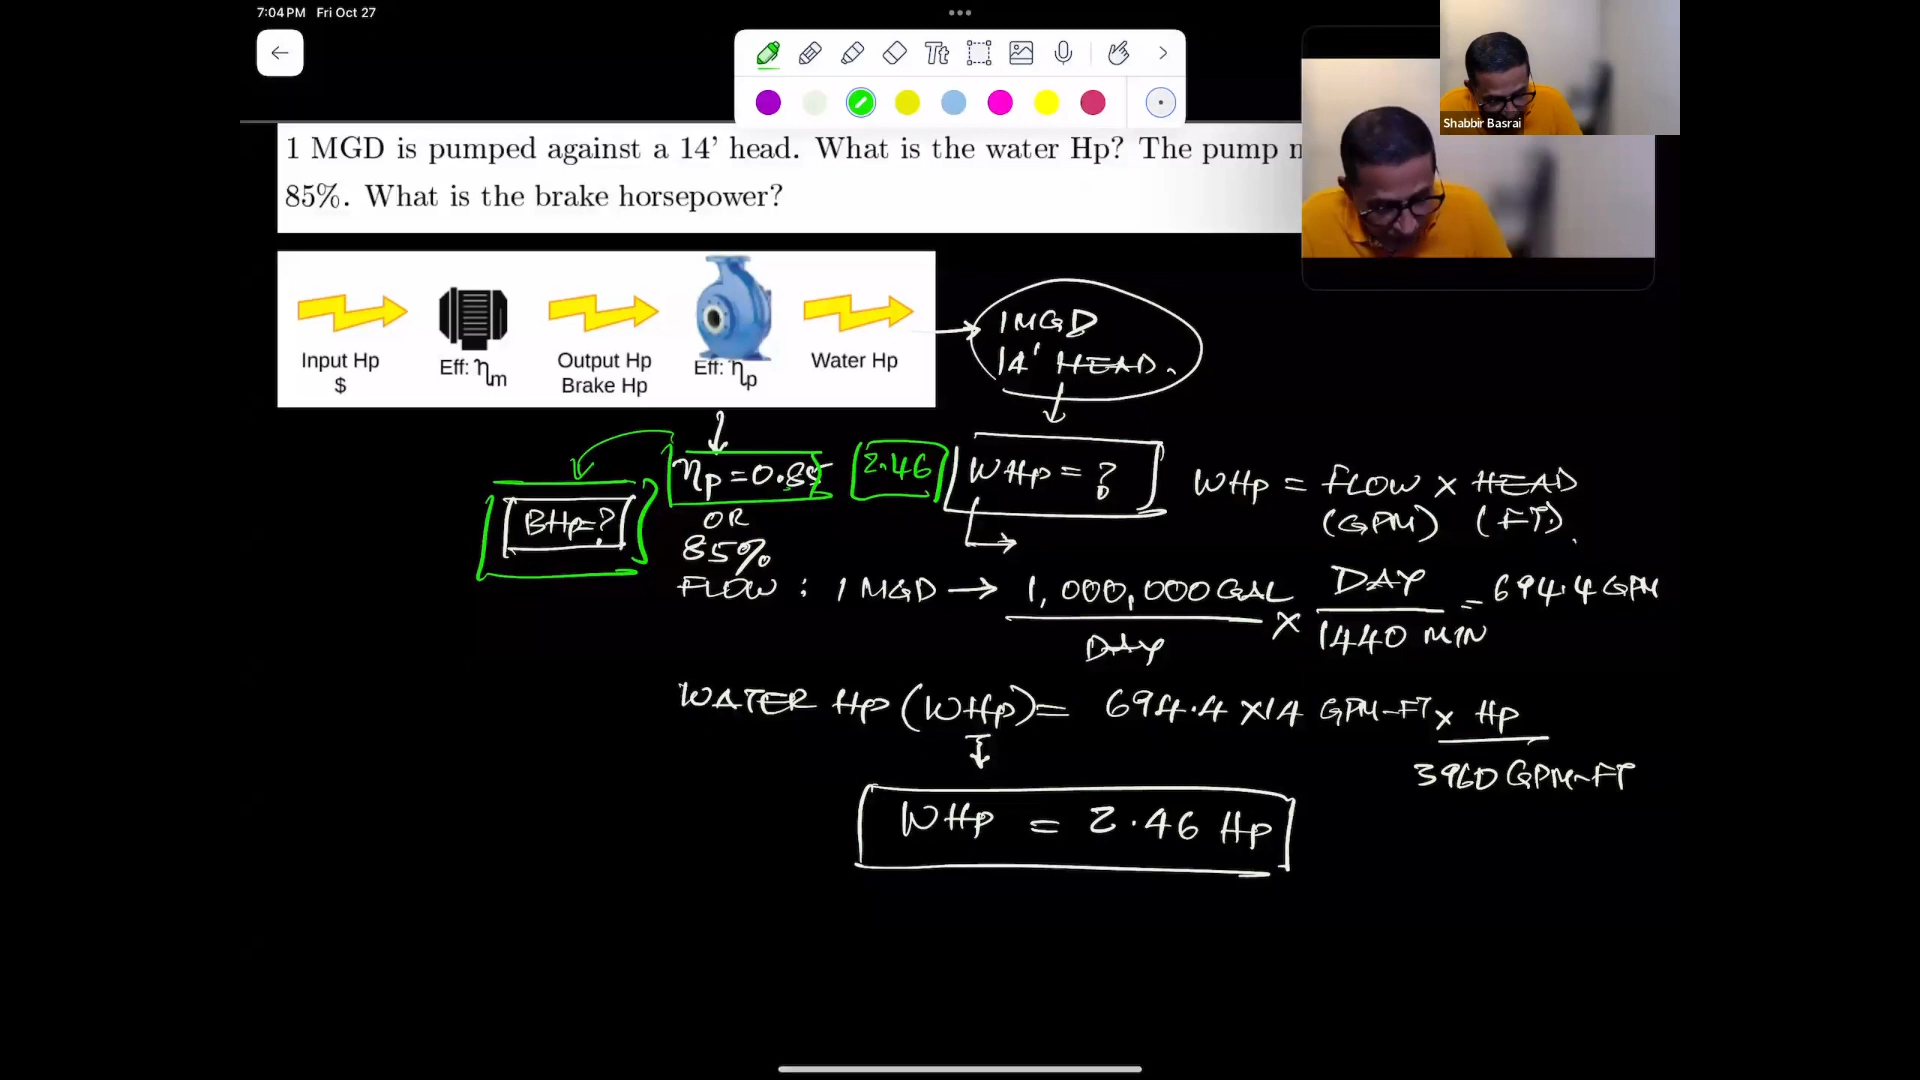 7:04 PM Fri Oct 27
Tt
Shabbir Basrai
1 MGD is pumped against a 14' head. What is the water Hp? The pump
85%. What is the brake horsepower?
Input Hp
$
Eff: ηm
Output Hp
Brake Hp
Eff: ηp
Water Hp
1 MGD
14' HEAD.
ηp = 0.85
OR
85%
BHp=?
2.46
WHp = ?
WHp = FLOW x HEAD
(GPM) (FT).
FLOW : 1 MGD → 1,000,000 GAL
DAY
x
DAY
1440 MIN
= 694.4 GPM
WATER Hp (WHp) = 694.4 x 14 GPM-FT x Hp
3960 GPM-FT
WHp = 2.46 Hp